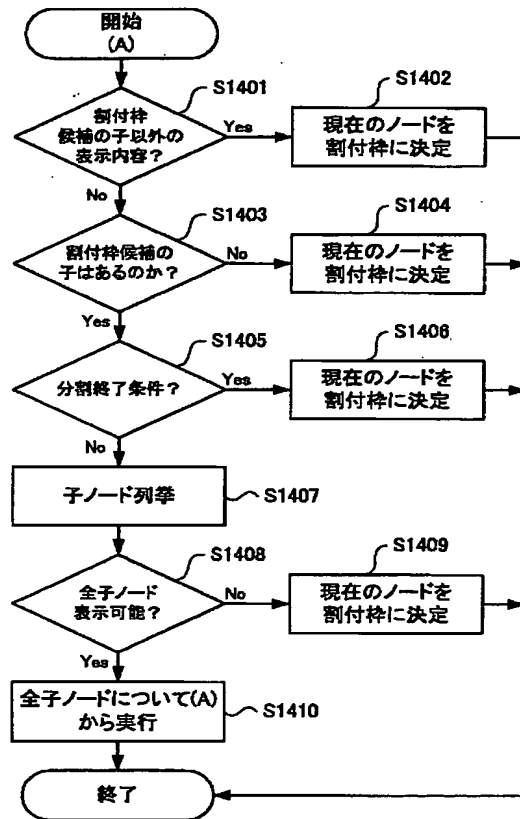 開始
(A)
S1401
割付枠
候補の子以外の
表示内容?
Yes
S1402
現在のノードを
割付枠に決定
No
S1403
割付枠候補の
子はあるのか?
No
S1404
現在のノードを
割付枠に決定
Yes
S1405
分割終了条件?
Yes
S1406
現在のノードを
割付枠に決定
No
子ノード列挙
S1407
S1408
全子ノード
表示可能?
No
S1409
現在のノードを
割付枠に決定
Yes
全子ノードについて(A)
から実行
S1410
終了